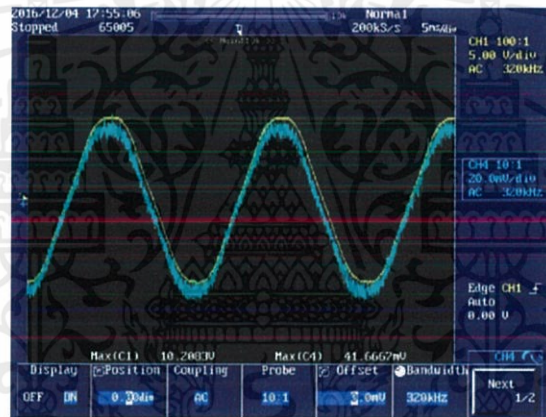 2016/12/04 17:55:06
Normal
Stopped
65005
200kS/s
5ms/div
<<Main:125k>>
CH1 100:1
5.00 V/div
AC 320kHz
CH4 10:1
20.0mV/div
AC 320kHz
Edge CH1
Auto
0.00 V
Max(C1) 10.2083V
Max(C4) 41.6667mV
CH4
Display
Position
Coupling
Probe
Offset
Bandwidth
Next
OFF ON
0.00div
AC
10:1
0.0mV
320kHz
1/2